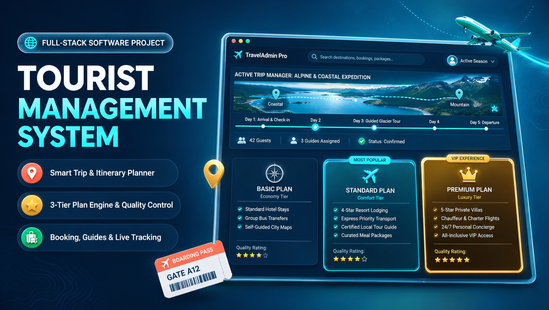 FULL-STACK SOFTWARE PROJECT
TOURIST
MANAGEMENT
SYSTEM
Smart Trip & Itinerary Planner
3-Tier Plan Engine & Quality Control
Booking, Guides & Live Tracking
BOARDING PASS
GATE A12
TravelAdmin Pro
Search destinations, bookings, packages...
Active Season
ACTIVE TRIP MANAGER: ALPINE & COASTAL EXPEDITION
Coastal
Mountain
Day 1: Arrival & Check-in
Day 2
Day 3: Guided Glacier Tour
Day 4
Day 5: Departure
42 Guests
3 Guides Assigned
Status: Confirmed
BASIC PLAN
Economy Tier
Standard Hotel Stays
Group Bus Transfers
Self-Guided City Maps
Quality Rating:
MOST POPULAR
STANDARD PLAN
Comfort Tier
4-Star Resort Lodging
Express Priority Transport
Certified Local Tour Guide
Curated Meal Packages
Quality Rating:
VIP EXPERIENCE
PREMIUM PLAN
Luxury Tier
5-Star Private Villas
Chauffeur & Charter Flights
24/7 Personal Concierge
All-Inclusive VIP Access
Quality Rating: